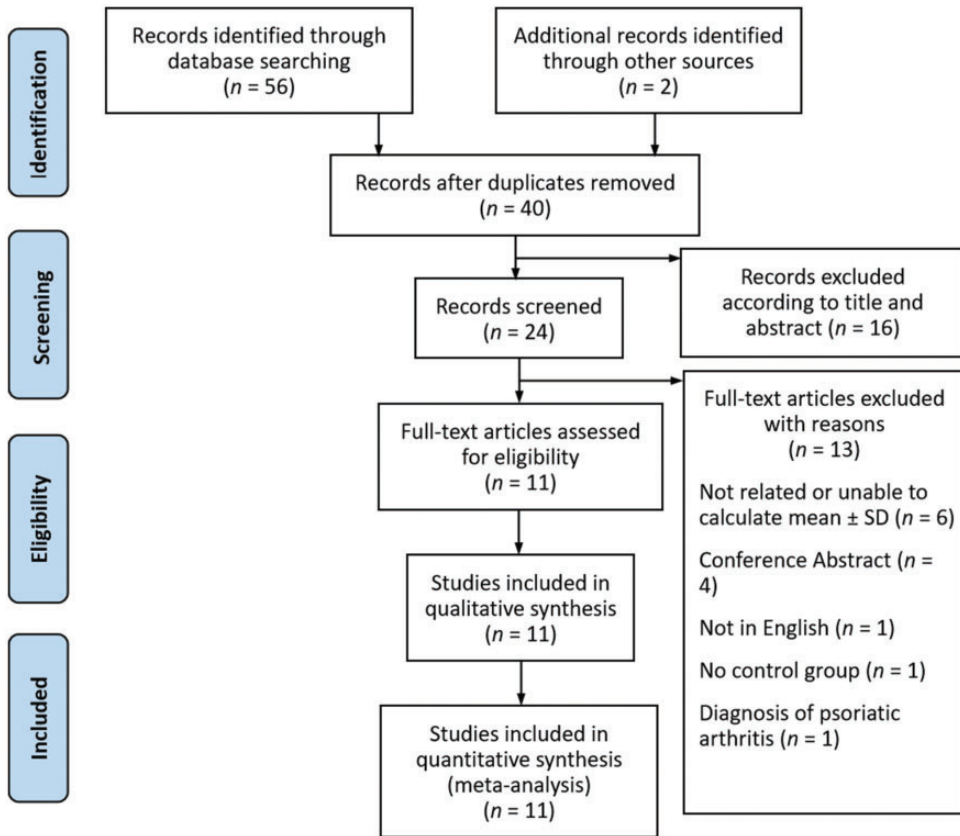 Identification
Records identified through
database searching
(n = 56)
Additional records identified
through other sources
(n = 2)
Records after duplicates removed
(n = 40)
Screening
Records screened
(n = 24)
Records excluded
according to title and
abstract (n = 16)
Eligibility
Full-text articles assessed
for eligibility
(n = 11)
Full-text articles excluded
with reasons
(n = 13)
Not related or unable to
calculate mean ± SD (n = 6)
Conference Abstract (n =
4)
Not in English (n = 1)
No control group (n = 1)
Diagnosis of psoriatic
arthritis (n = 1)
Studies included in
qualitative synthesis
(n = 11)
Included
Studies included in
quantitative synthesis
(meta-analysis)
(n = 11)